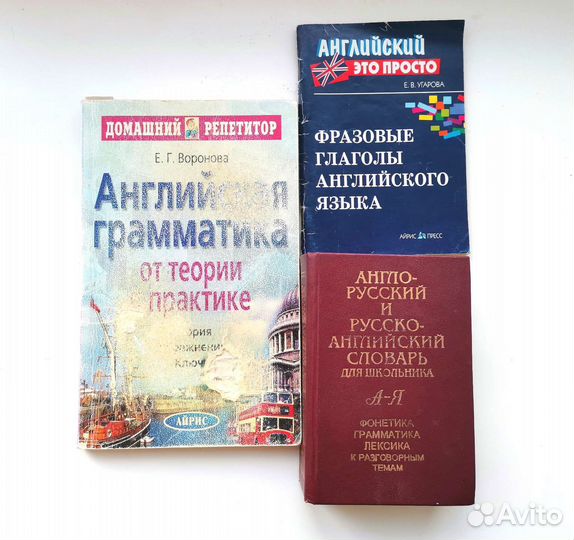 ДОМАШНИЙ РЕПЕТИТОР
Е. Г. Воронова
Английская
грамматика
от теории
практике
АЙРИС
АНГЛИЙСКИЙ
ЭТО ПРОСТО
Е. В. УГАРОВА
ФРАЗОВЫЕ
ГЛАГОЛЫ
АНГЛИЙСКОГО
ЯЗЫКА
АЙРИС ПРЕСС
АНГЛО-
РУССКИЙ И
РУССКО-
АНГЛИЙСКИЙ
СЛОВАРЬ
ДЛЯ ШКОЛЬНИКА
А-Я
ФОНЕТИКА
ГРАММАТИКА
ЛЕКСИКА
К РАЗГОВОРНЫМ
ТЕМАМ
Avito